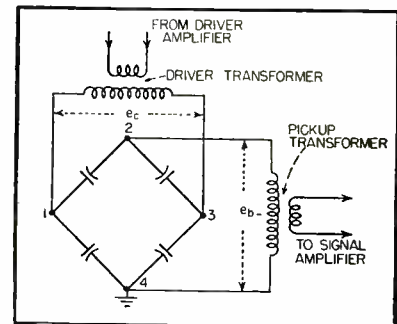 FROM DRIVER
AMPLIFIER
DRIVER TRANSFORMER
ec
2
PICKUP
TRANSFORMER
1
3
eb
TO SIGNAL
AMPLIFIER
4